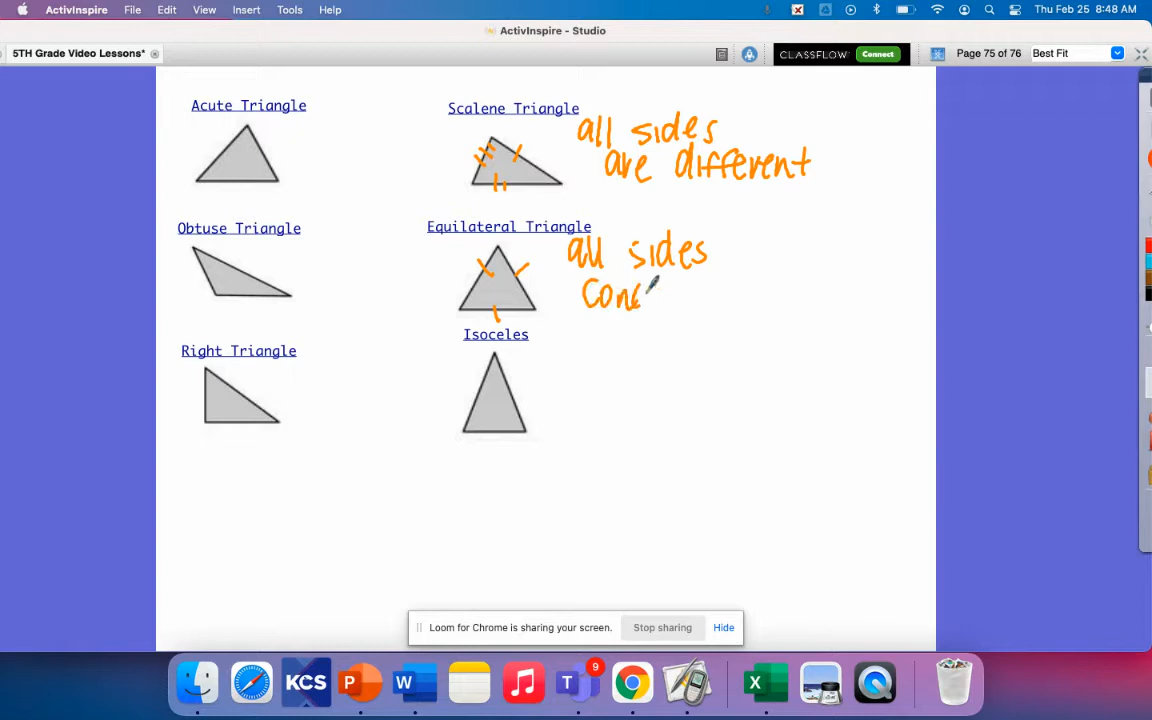 ActivInspire File Edit View Insert Tools Help Thu Feb 25 8:48 AM
ActivInspire - Studio
5TH Grade Video Lessons* CLASSFLOW Connect Page 75 of 76 Best Fit
Acute Triangle
Scalene Triangle
all sides
are different
Obtuse Triangle
Equilateral Triangle
all sides
Right Triangle
Isoceles
Loom for Chrome is sharing your screen. Stop sharing Hide
KCS P W T 9 X